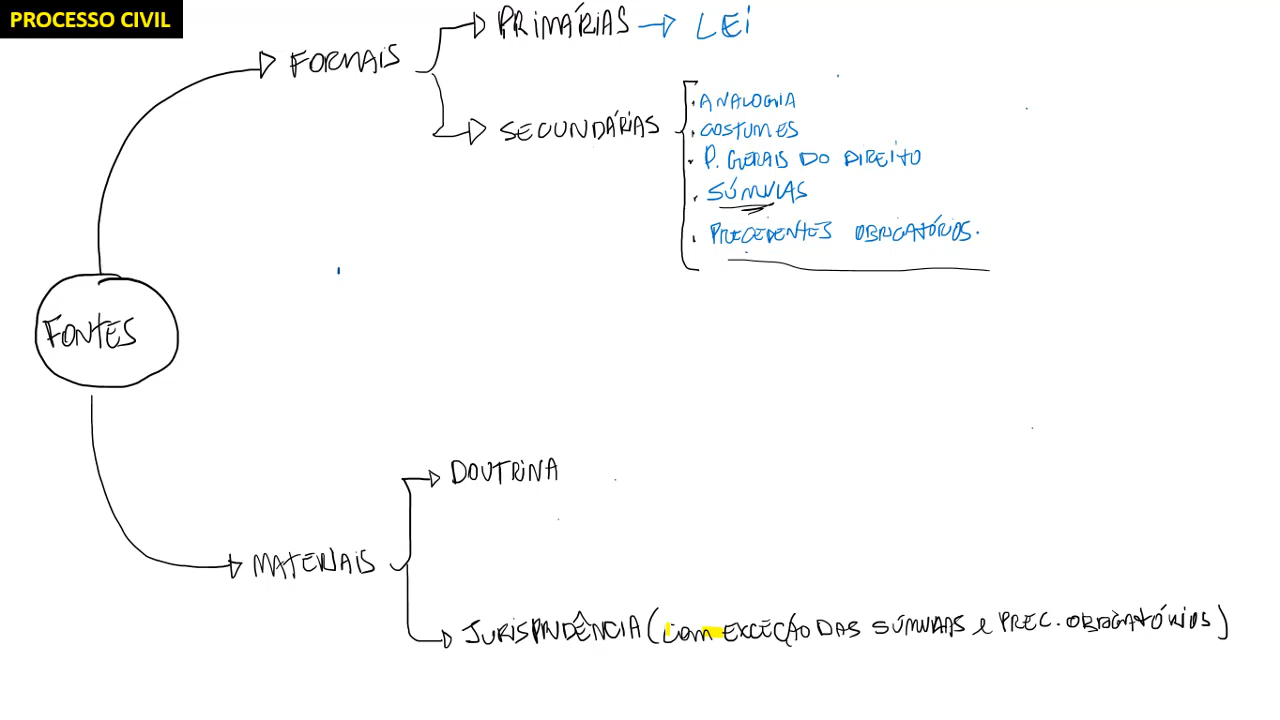 PROCESSO CIVIL
PRIMÁRIAS → LEI
FORMAIS
SECUNDÁRIAS
· ANALOGIA
· COSTUMES
· P. GERAIS DO DIREITO
· SÚMULAS
· PRECEDENTES OBRIGATÓRIOS.
FONTES
DOUTRINA
MATERIAIS
JURISPRUDÊNCIA (COM EXCEÇÃO DAS SÚMULAS E PREC. OBRIGATÓRIOS)